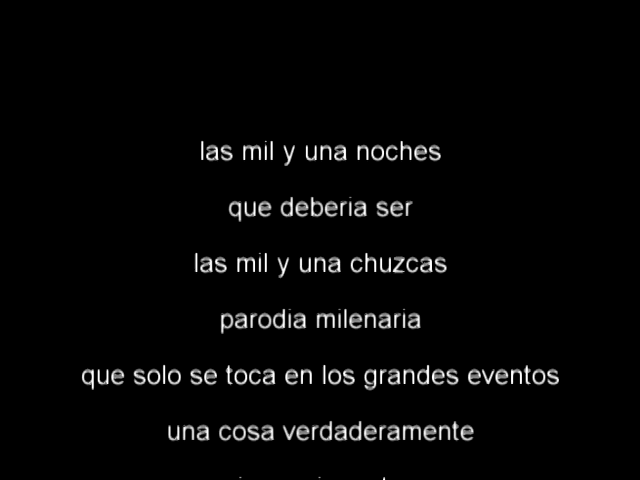 las mil y una noches
que deberia ser
las mil y una chuzcas
parodia milenaria
que solo se toca en los grandes eventos
una cosa verdaderamente